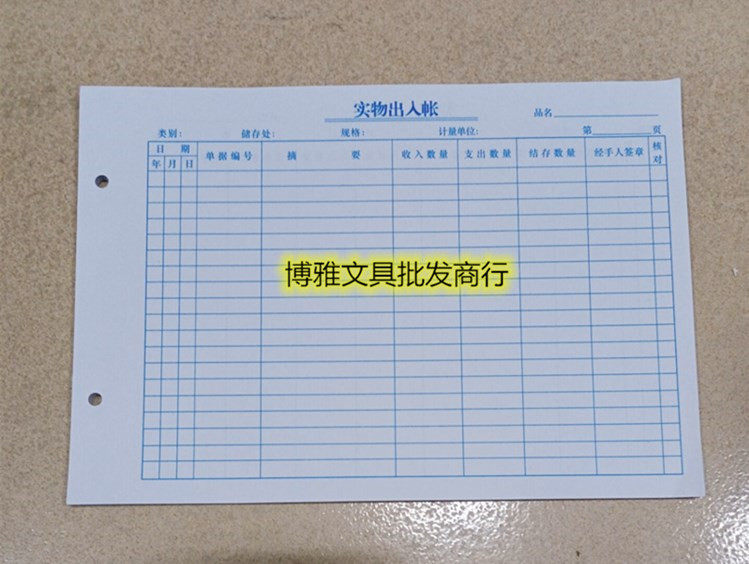 实物出入帐
品名
类别: 储存处: 规格: 计量单位: 第 页
日 期 单据编号 摘 要 收入数量 支出数量 结存数量 经手人签章 核对
年 月 日
博雅文具批发商行